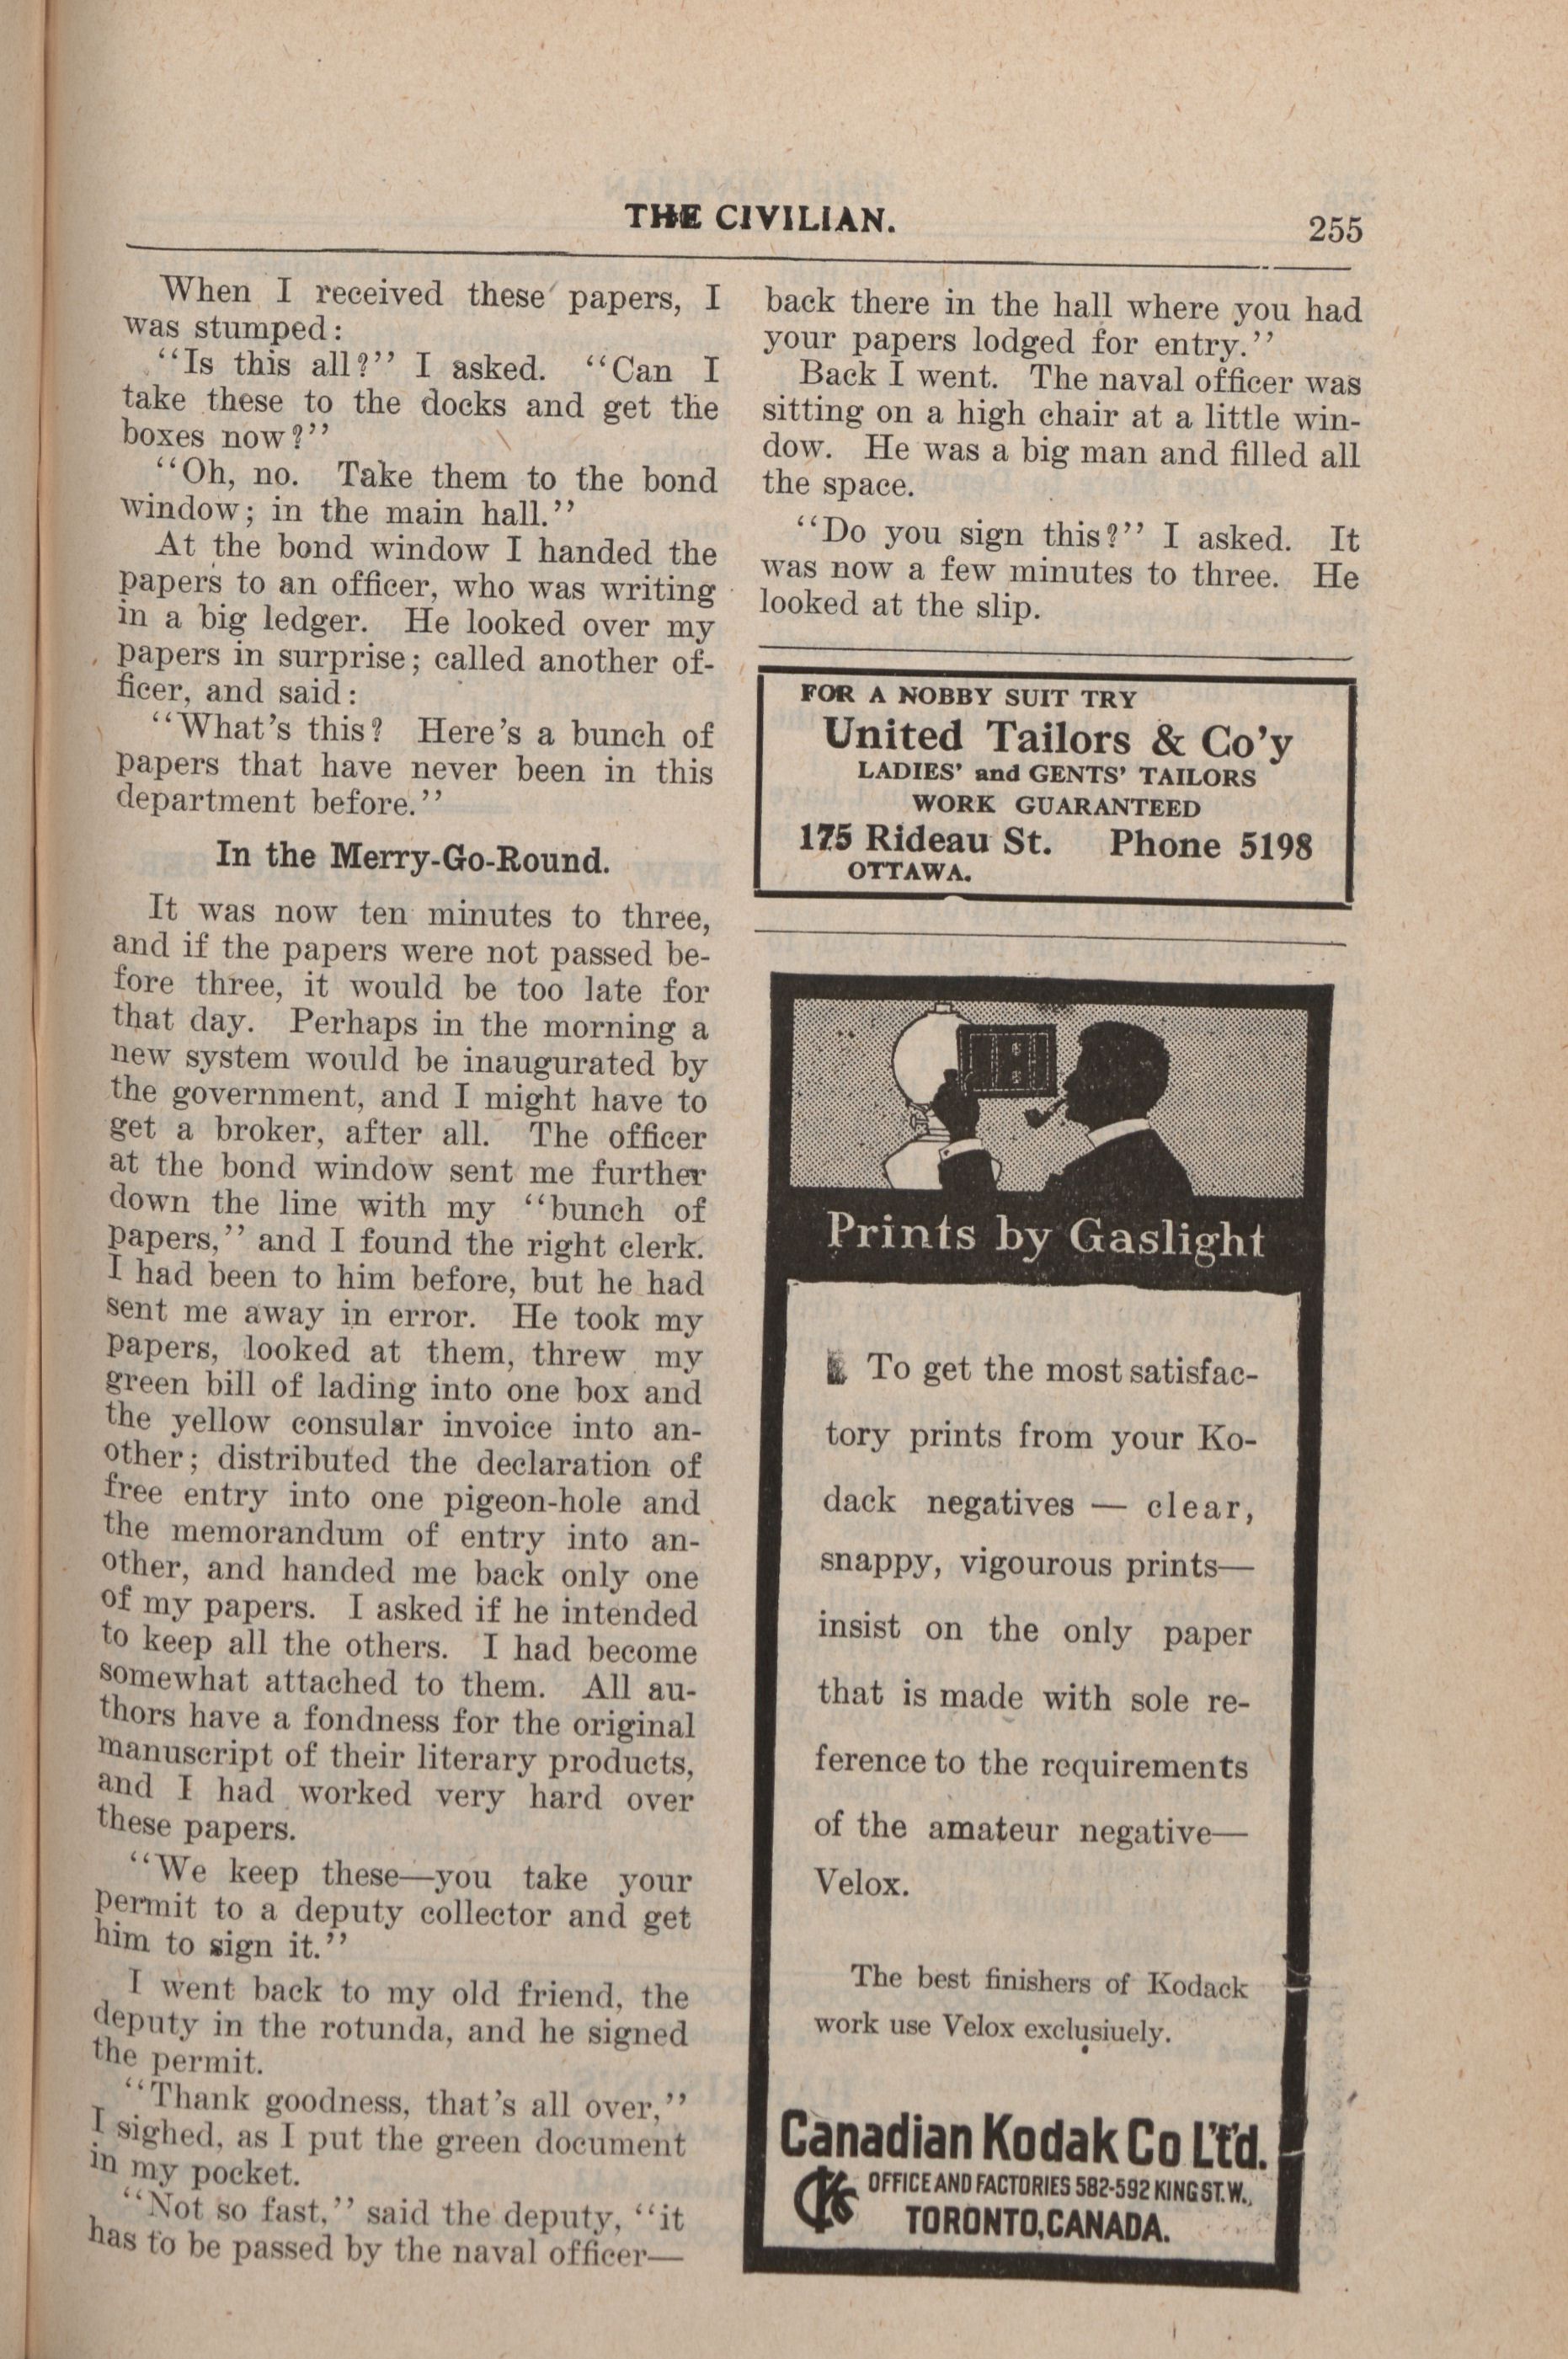 THE CIVILIAN.
255
When I received these papers, I
was stumped:
“Is this all?” I asked. “Can I
take these to the docks and get the
boxes now?”
“Oh, no. Take them to the bond
window; in the main hall.”
At the bond window I handed the
papers to an officer, who was writing
in a big ledger. He looked over my
papers in surprise; called another of-
ficer, and said:
“What’s this? Here’s a bunch of
papers that have never been in this
department before.”
In the Merry-Go-Round.
It was now ten minutes to three,
and if the papers were not passed be-
fore three, it would be too late for
that day. Perhaps in the morning a
new system would be inaugurated by
the government, and I might have to
get a broker, after all. The officer
at the bond window sent me further
down the line with my “bunch of
papers,” and I found the right clerk.
I had been to him before, but he had
sent me away in error. He took my
papers, looked at them, threw my
green bill of lading into one box and
the yellow consular invoice into an-
other; distributed the declaration of
free entry into one pigeon-hole and
the memorandum of entry into an-
other, and handed me back only one
of my papers. I asked if he intended
to keep all the others. I had become
somewhat attached to them. All au-
thors have a fondness for the original
manuscript of their literary products,
and I had worked very hard over
these papers.
“We keep these—you take your
permit to a deputy collector and get
him to sign it.”
I went back to my old friend, the
deputy in the rotunda, and he signed
the permit.
“Thank goodness, that’s all over,”
I sighed, as I put the green document
in my pocket.
“Not so fast,” said the deputy, “it
has to be passed by the naval officer—
back there in the hall where you had
your papers lodged for entry.”
Back I went. The naval officer was
sitting on a high chair at a little win-
dow. He was a big man and filled all
the space.
“Do you sign this?” I asked. It
was now a few minutes to three. He
looked at the slip.
FOR A NOBBY SUIT TRY
United Tailors & Co’y
LADIES’ and GENTS’ TAILORS
WORK GUARANTEED
175 Rideau St. Phone 5198
OTTAWA.
Prints by Gaslight
To get the most satisfac-
tory prints from your Ko-
dack negatives — clear,
snappy, vigourous prints—
insist on the only paper
that is made with sole re-
ference to the requirements
of the amateur negative—
Velox.
The best finishers of Kodack
work use Velox exclusiuely.
Canadian Kodak Co L’t’d.
CKC OFFICE AND FACTORIES 582-592 KING ST. W.,
TORONTO, CANADA.